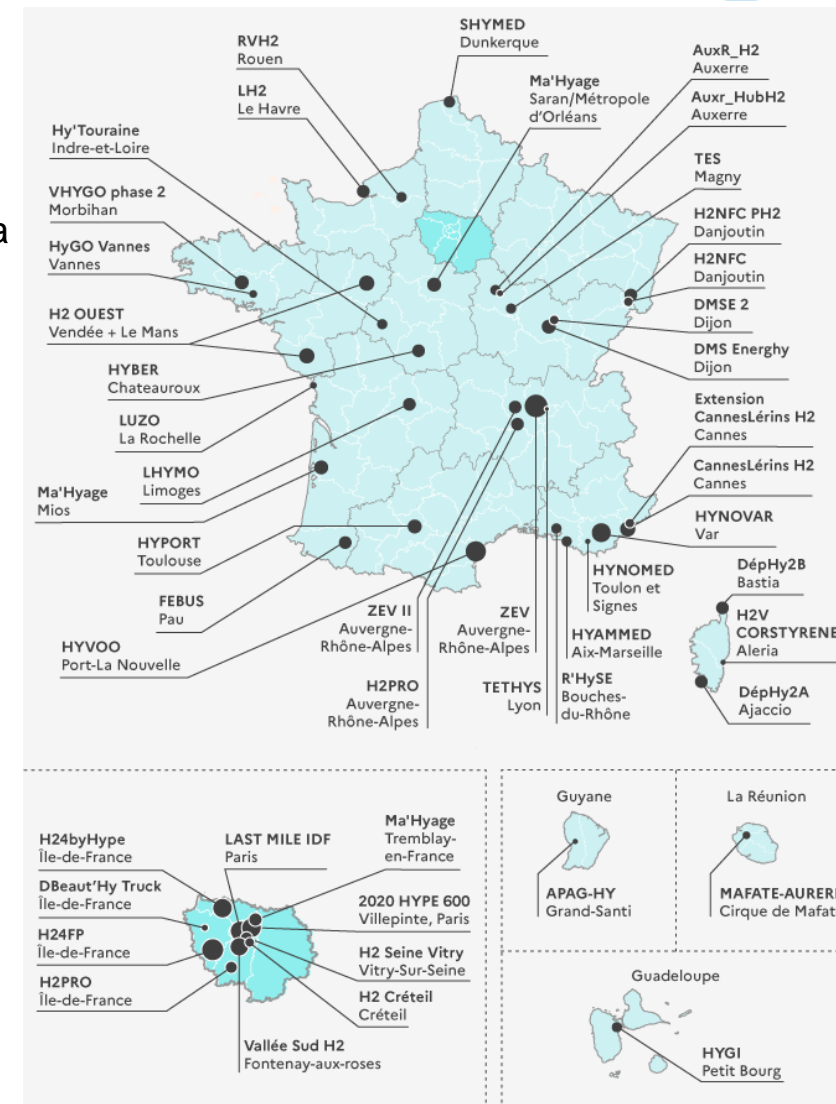 SHYMED
Dunkerque
RVH2
Rouen
AuxR_H2
Auxerre
Ma'Hyage
Saran/Métropole
d'Orléans
LH2
Le Havre
Auxr_HubH2
Auxerre
Hy'Touraine
Indre-et-Loire
TES
Magny
VHYGO phase 2
Morbihan
H2NFC PH2
Danjoutin
a
HyGO Vannes
Vannes
H2NFC
Danjoutin
H2 OUEST
Vendée + Le Mans
DMSE 2
Dijon
DMS Energhy
Dijon
HYBER
Chateauroux
Extension
CannesLérins H2
Cannes
LUZO
La Rochelle
CannesLérins H2
Cannes
LHYMO
Limoges
Ma'Hyage
Mios
HYNOVAR
Var
HYPORT
Toulouse
HYNOMED
Toulon et
Signes
DépHy2B
Bastia
FEBUS
Pau
ZEV II
Auvergne-
Rhône-Alpes
ZEV
Auvergne-
Rhône-Alpes
H2V
CORSTYRENE
Aleria
HYAMMED
Aix-Marseille
HYVOO
Port-La Nouvelle
H2PRO
Auvergne-
Rhône-Alpes
TETHYS
Lyon
R'HySE
Bouches-
du-Rhône
DépHy2A
Ajaccio
Guyane
La Réunion
Ma'Hyage
Tremblay-
en-France
H24byHype
Île-de-France
LAST MILE IDF
Paris
DBeaut'Hy Truck
Île-de-France
2020 HYPE 600
Villepinte, Paris
APAG-HY
Grand-Santi
MAFATE-AURER
Cirque de Mafat
H24FP
Île-de-France
H2 Seine Vitry
Vitry-Sur-Seine
H2PRO
Île-de-France
H2 Créteil
Créteil
Guadeloupe
Vallée Sud H2
Fontenay-aux-roses
HYGI
Petit Bourg